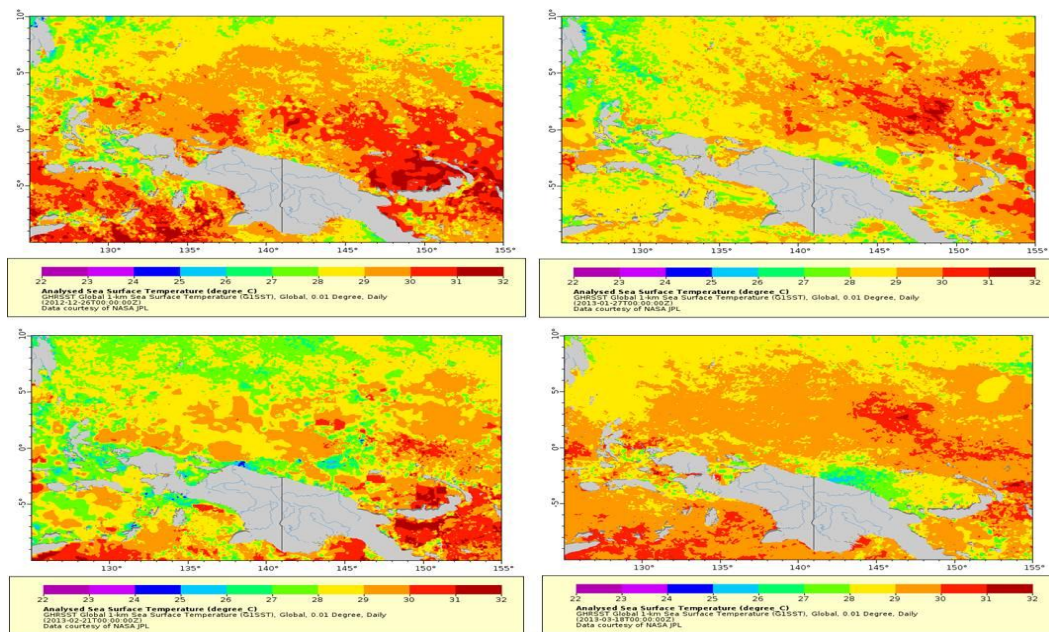 10°
5°
0°
-5°
130° 135° 140° 145° 150° 155°
22 23 24 25 26 27 28 29 30 31 32
Analysed Sea Surface Temperature (degree_C)
GHRSST Global 1-km Sea Surface Temperature (G1SST), Global, 0.01 Degree, Daily
(2012-12-26T00:00:00Z)
Data courtesy of NASA JPL
10°
5°
0°
-5°
130° 135° 140° 145° 150° 155°
22 23 24 25 26 27 28 29 30 31 32
Analysed Sea Surface Temperature (degree_C)
GHRSST Global 1-km Sea Surface Temperature (G1SST), Global, 0.01 Degree, Daily
(2013-01-27T00:00:00Z)
Data courtesy of NASA JPL
10°
5°
0°
-5°
130° 135° 140° 145° 150° 155°
22 23 24 25 26 27 28 29 30 31 32
Analysed Sea Surface Temperature (degree_C)
GHRSST Global 1-km Sea Surface Temperature (G1SST), Global, 0.01 Degree, Daily
(2013-02-21T00:00:00Z)
Data courtesy of NASA JPL
10°
5°
0°
-5°
130° 135° 140° 145° 150° 155°
22 23 24 25 26 27 28 29 30 31 32
Analysed Sea Surface Temperature (degree_C)
GHRSST Global 1-km Sea Surface Temperature (G1SST), Global, 0.01 Degree, Daily
(2013-03-18T00:00:00Z)
Data courtesy of NASA JPL